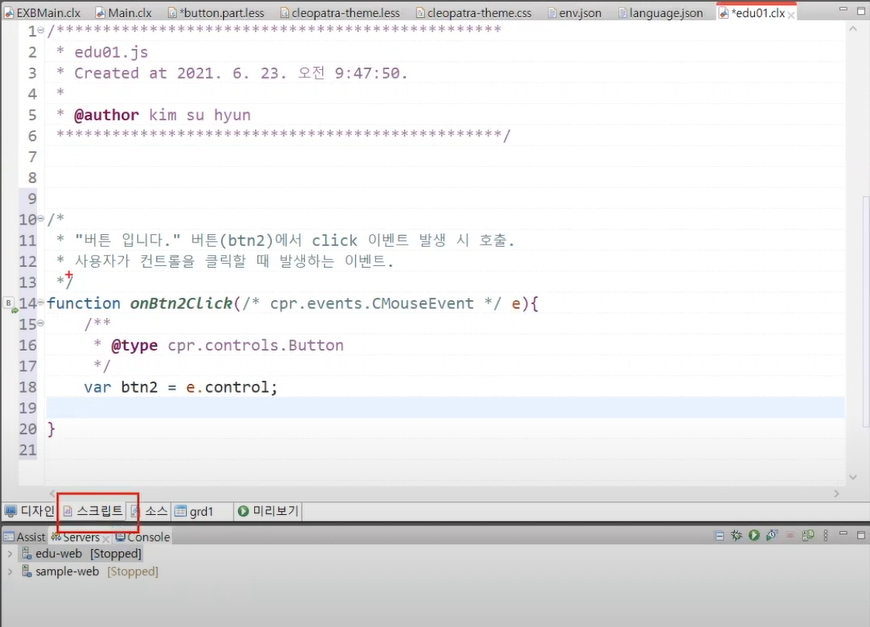 EXBMain.clx Main.clx *button.part.less cleopatra-theme.less cleopatra-theme.css env.json language.json *edu01.clx
1 /************************************************
2 * edu01.js
3 * Created at 2021. 6. 23. 오전 9:47:50.
4 *
5 * @author kim su hyun
6 ************************************************/
7
8
9
10 /*
11 * "버튼 입니다." 버튼(btn2)에서 click 이벤트 발생 시 호출.
12 * 사용자가 컨트롤을 클릭할 때 발생하는 이벤트.
13 */
14 function onBtn2Click(/* cpr.events.CMouseEvent */ e){
15 /**
16 * @type cpr.controls.Button
17 */
18 var btn2 = e.control;
19
20 }
21
디자인 스크립트 소스 grd1 미리보기
Assist Servers Console
edu-web [Stopped]
sample-web [Stopped]